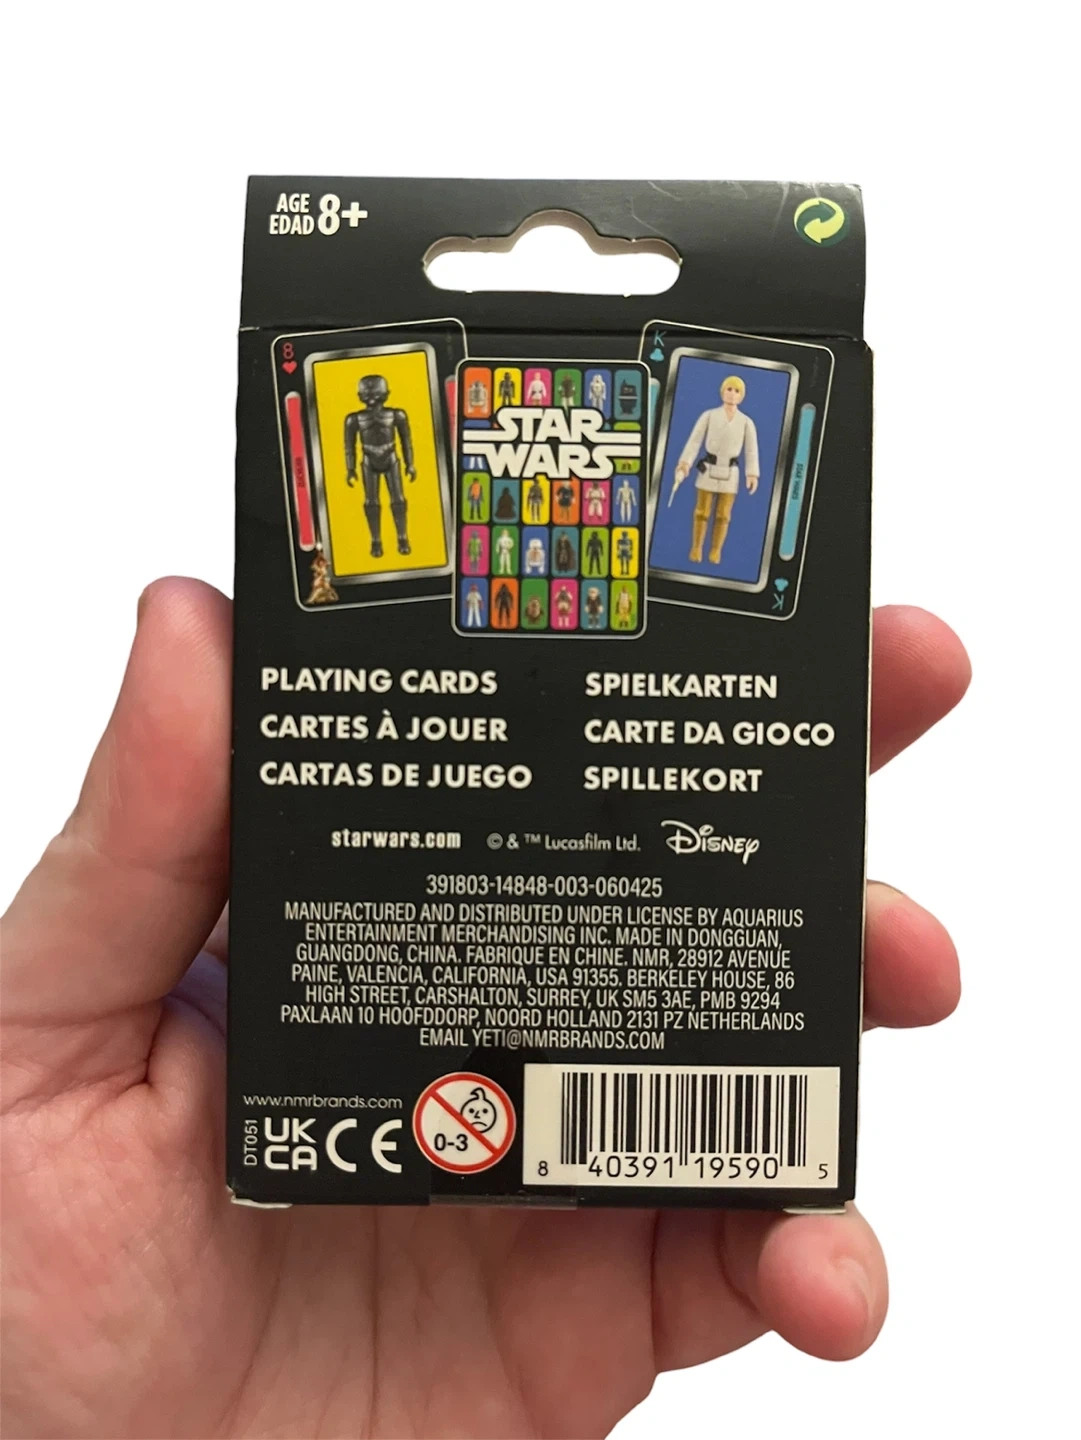 AGE
EDAD 8+
8
K
STAR
WARS
STAR WARS
K
PLAYING CARDS
SPIELKARTEN
CARTES À JOUER
CARTE DA GIOCO
CARTAS DE JUEGO
SPILLEKORT
starwars.com © & ™ Lucasfilm Ltd. Disney
391803-14848-003-060425
MANUFACTURED AND DISTRIBUTED UNDER LICENSE BY AQUARIUS
ENTERTAINMENT MERCHANDISING INC. MADE IN DONGGUAN,
GUANGDONG, CHINA. FABRIQUE EN CHINE. NMR, 28912 AVENUE
PAINE, VALENCIA, CALIFORNIA, USA 91355. BERKELEY HOUSE, 86
HIGH STREET, CARSHALTON, SURREY, UK SM5 3AE, PMB 9294
PAXLAAN 10 HOOFDDORP, NOORD HOLLAND 2131 PZ NETHERLANDS
EMAIL YETI@NMRBRANDS.COM
www.nmrbrands.com
DT051
UK
CA CE
0-3
8 40391 19590 5